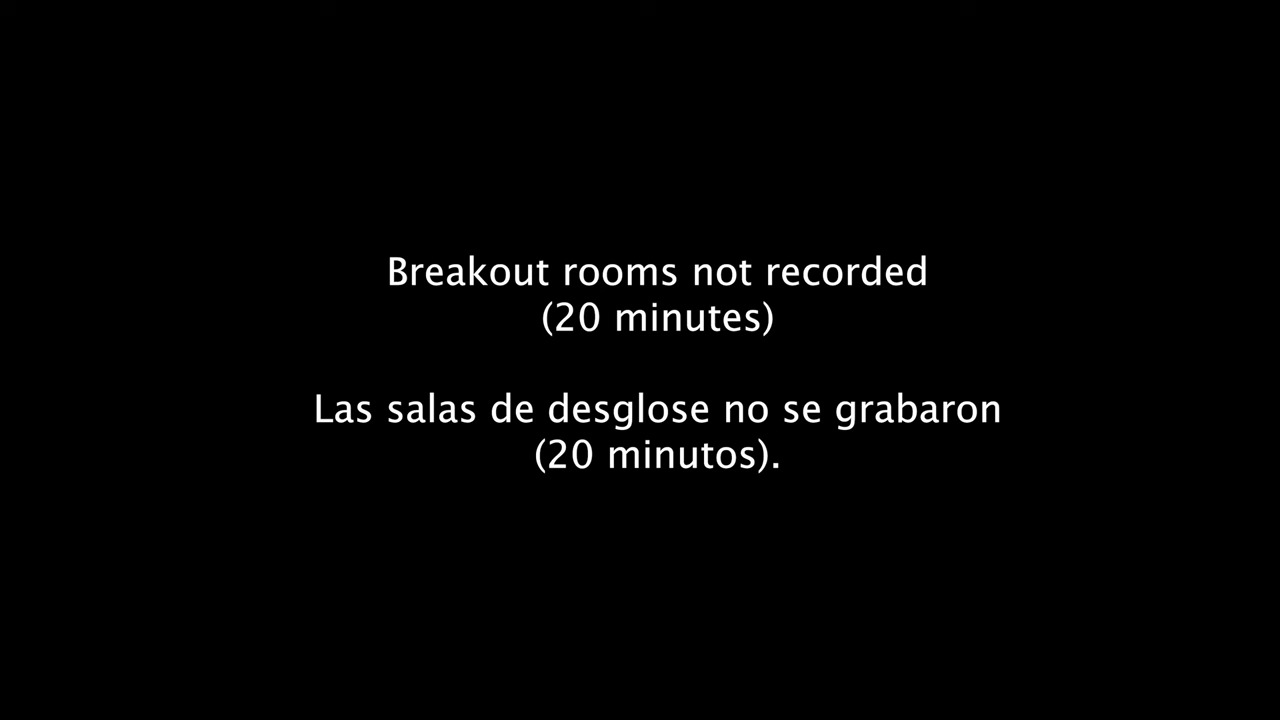 Breakout rooms not recorded
(20 minutes)
Las salas de desglose no se grabaron
(20 minutos).